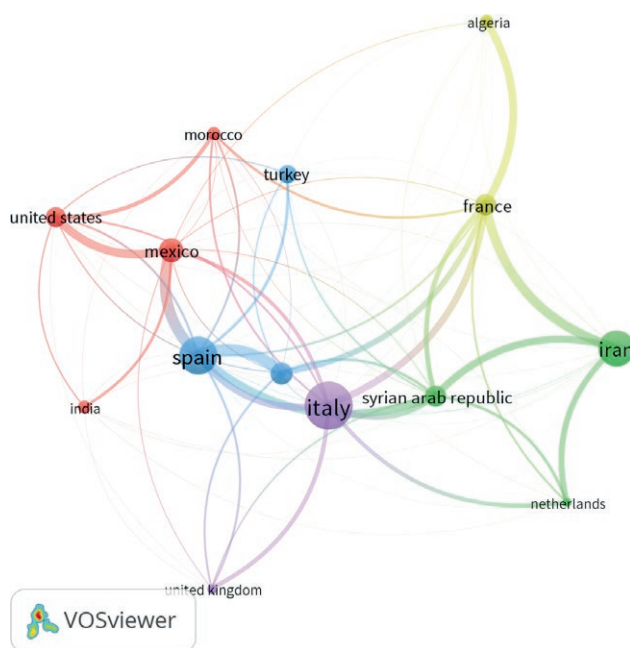 algeria
morocco
turkey
france
united states
mexico
spain
iran
syrian arab republic
italy
india
netherlands
united kingdom
VOSviewer